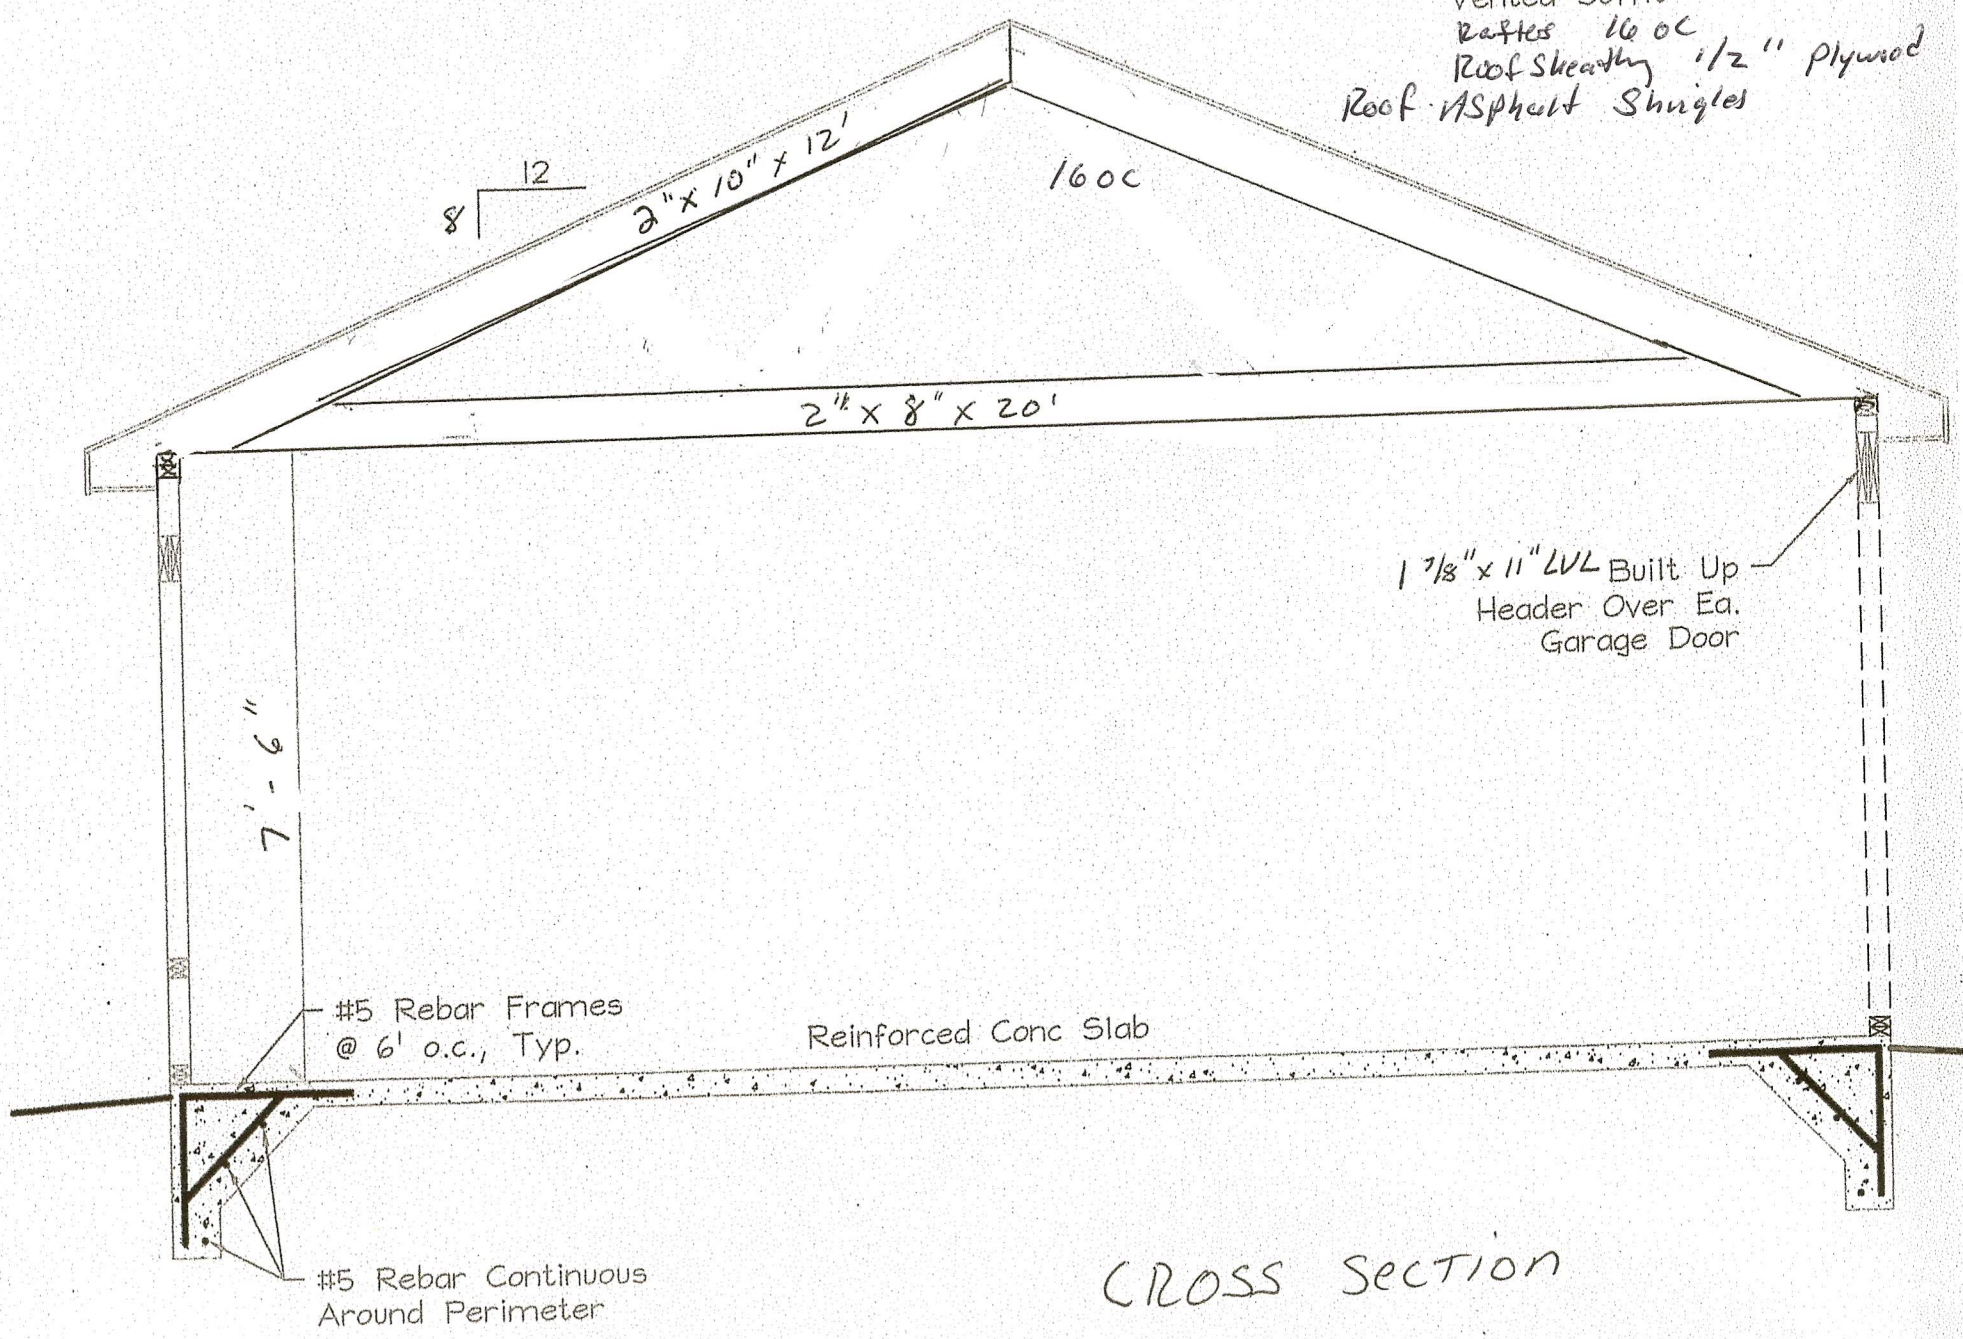 Vented Soffit
Rafters 16 oc
Roof Sheathing 1/2" plywood
Roof Asphalt Shingles
12
8
2" x 10" x 12'
16 oc
2" x 8" x 20'
1 7/8" x 11" LVL Built Up
Header Over Ea.
Garage Door
7' - 6"
#5 Rebar Frames
@ 6' o.c., Typ.
Reinforced Conc Slab
#5 Rebar Continuous
Around Perimeter
CROSS SECTION